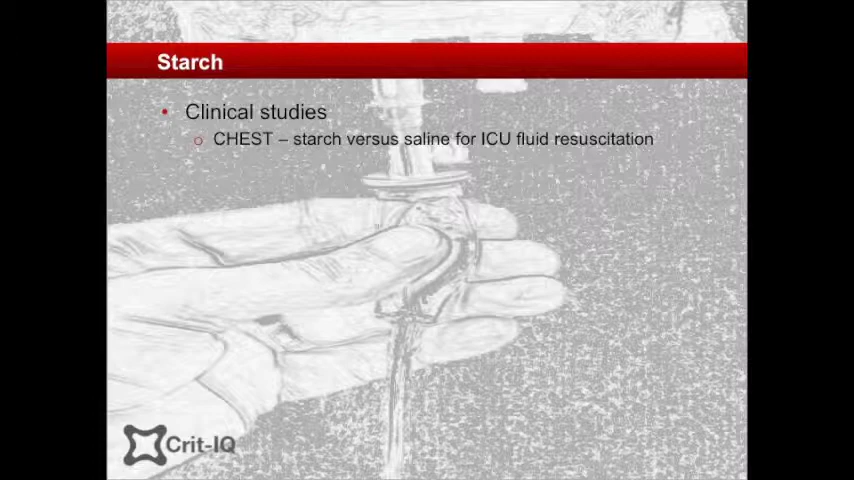 Starch
• Clinical studies
o CHEST – starch versus saline for ICU fluid resuscitation
Crit-IQ